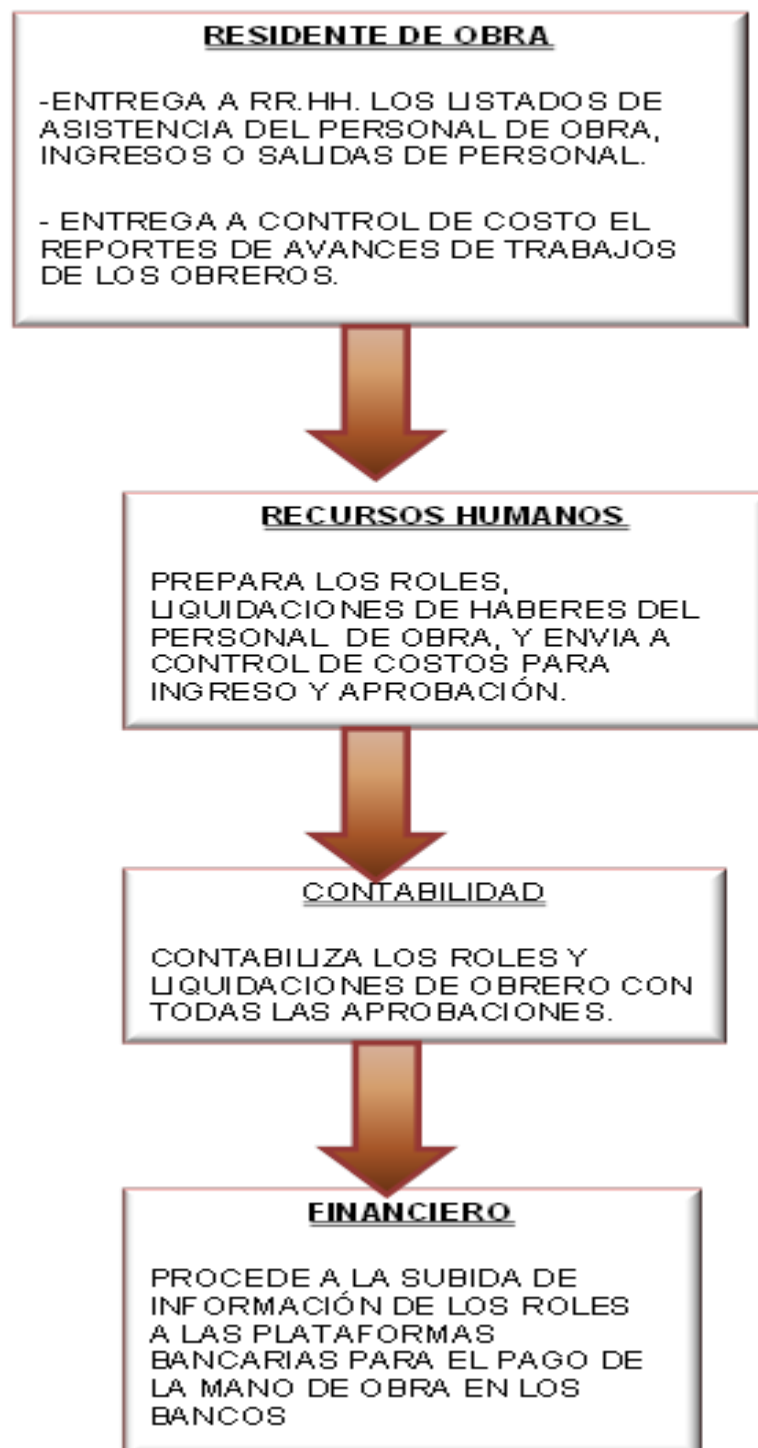 RESIDENTE DE OBRA
-ENTREGA A RR.HH. LOS LISTADOS DE
ASISTENCIA DEL PERSONAL DE OBRA,
INGRESOS O SALIDAS DE PERSONAL.
- ENTREGA A CONTROL DE COSTO EL
REPORTES DE AVANCES DE TRABAJOS
DE LOS OBREROS.
RECURSOS HUMANOS
PREPARA LOS ROLES,
LIQUIDACIONES DE HABERES DEL
PERSONAL DE OBRA, Y ENVIA A
CONTROL DE COSTOS PARA
INGRESO Y APROBACIÓN.
CONTABILIDAD
CONTABILIZA LOS ROLES Y
LIQUIDACIONES DE OBRERO CON
TODAS LAS APROBACIONES.
FINANCIERO
PROCEDE A LA SUBIDA DE
INFORMACIÓN DE LOS ROLES
A LAS PLATAFORMAS
BANCARIAS PARA EL PAGO DE
LA MANO DE OBRA EN LOS
BANCOS